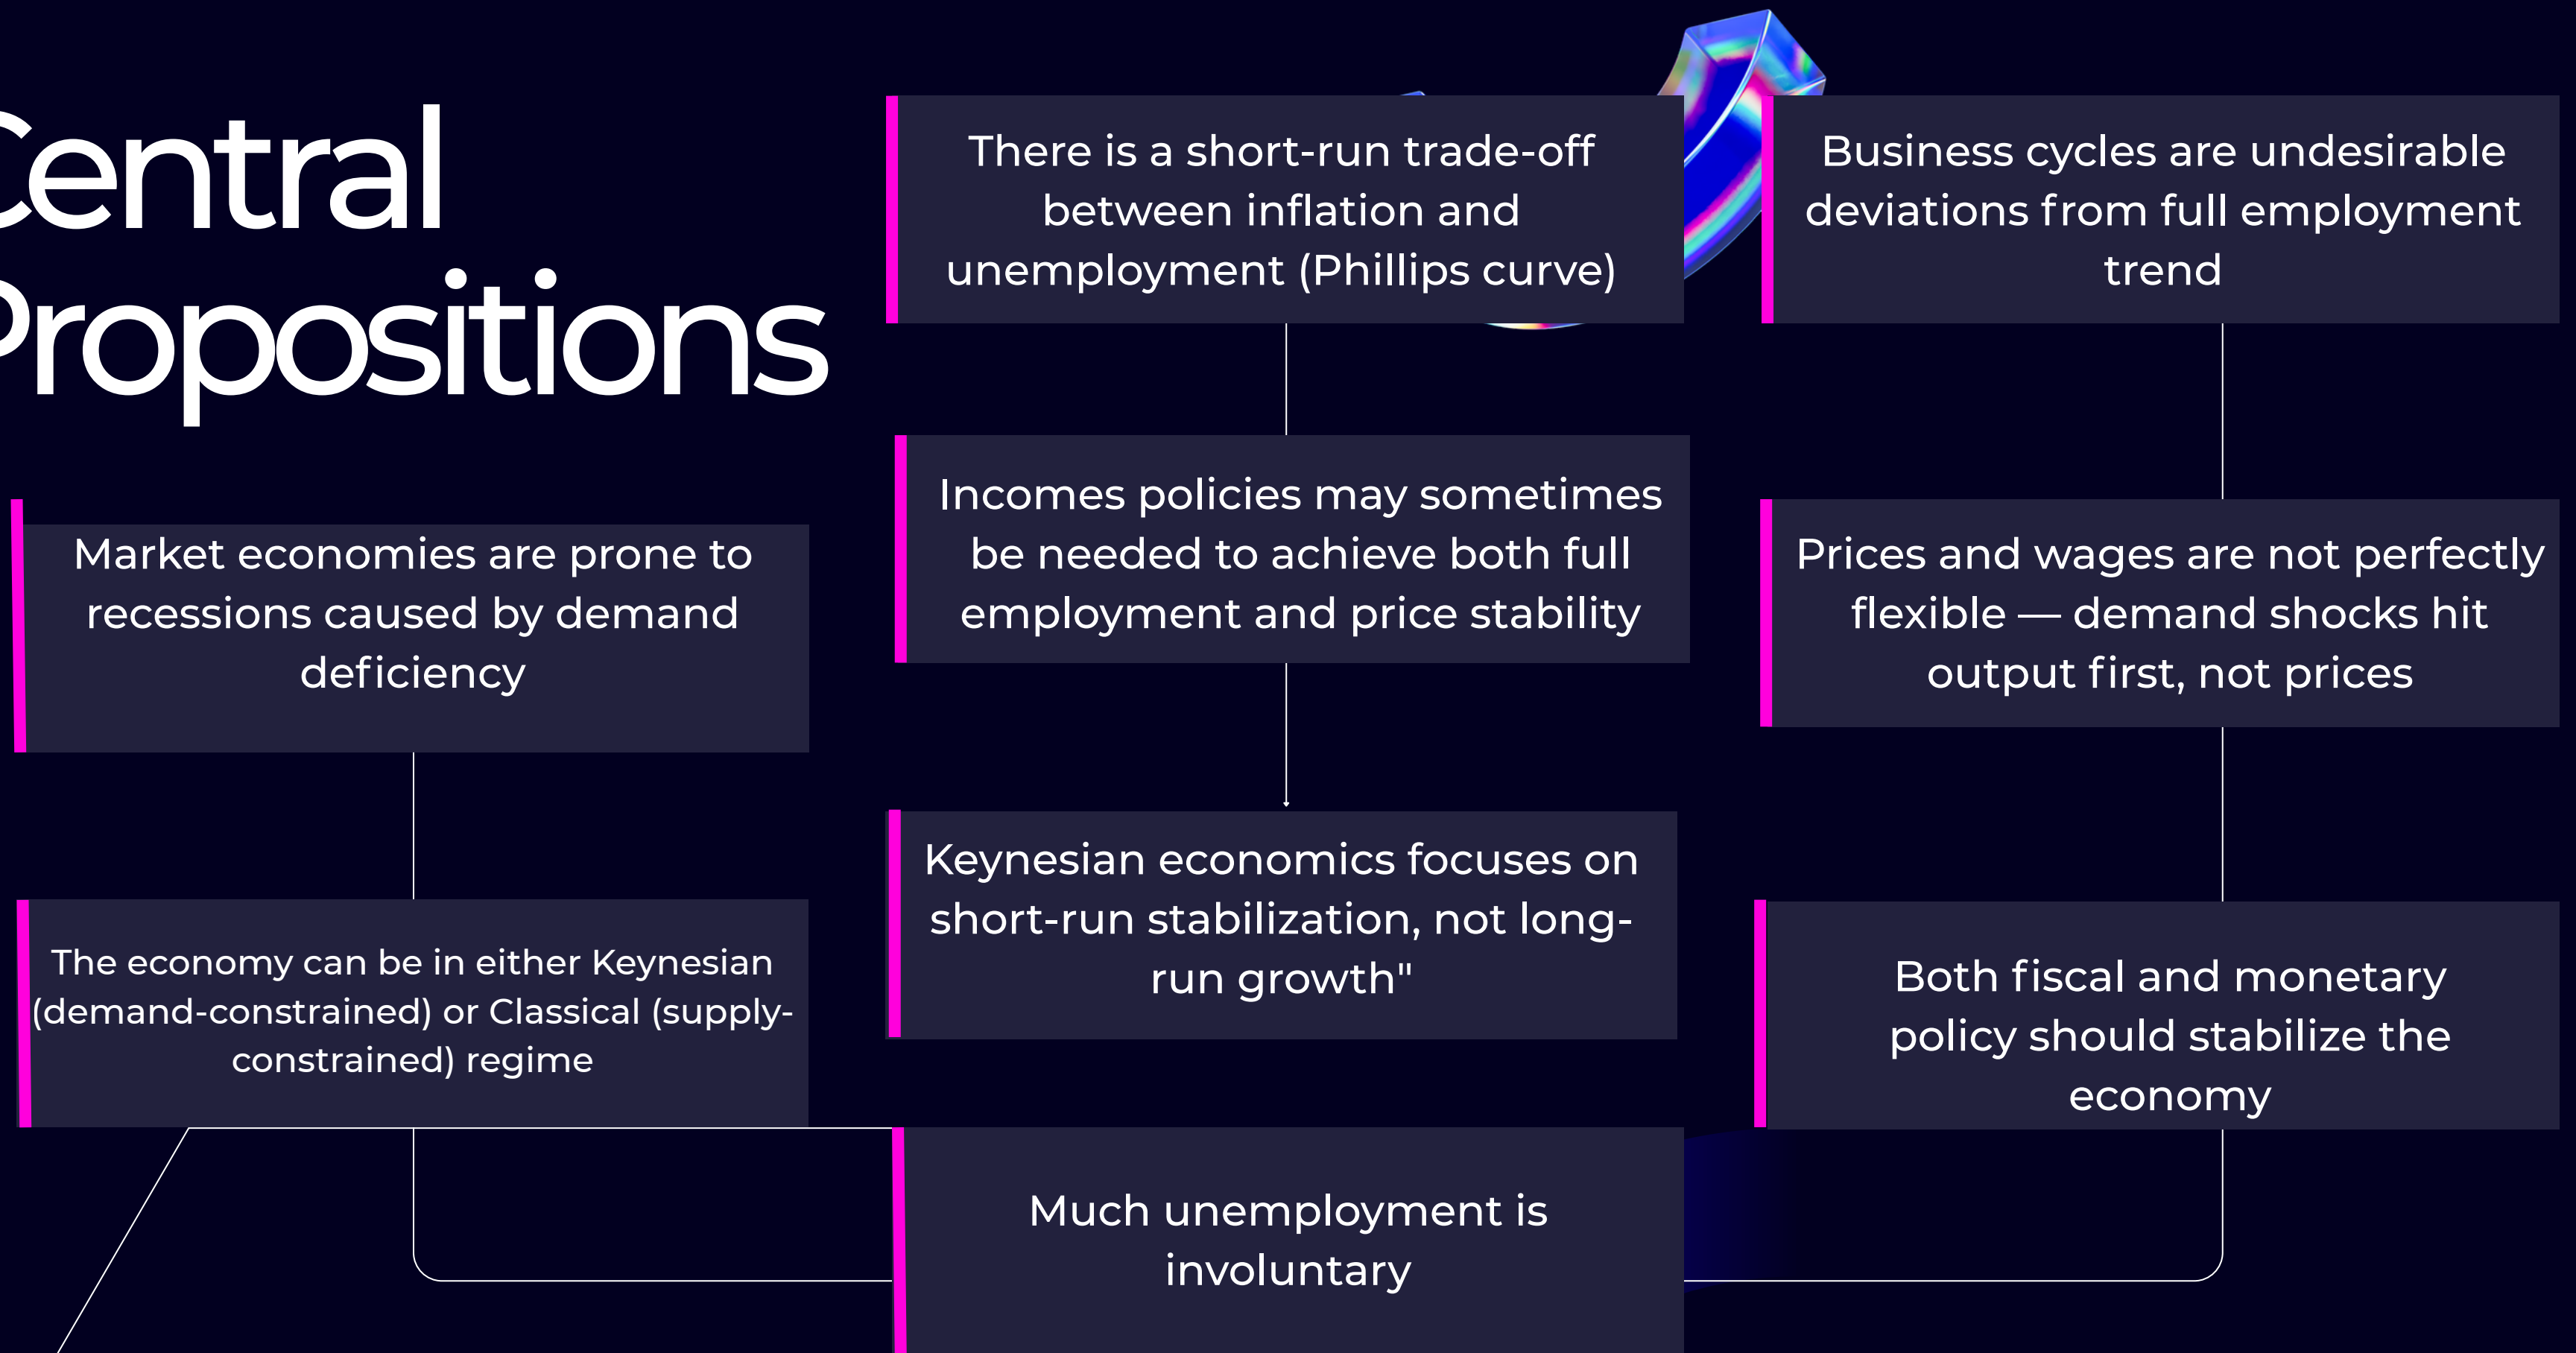 Central
Propositions
Market economies are prone to
recessions caused by demand
deficiency
The economy can be in either Keynesian
(demand-constrained) or Classical (supply-
constrained) regime
There is a short-run trade-off
between inflation and
unemployment (Phillips curve)
Incomes policies may sometimes
be needed to achieve both full
employment and price stability
Keynesian economics focuses on
short-run stabilization, not long-
run growth"
Much unemployment is
involuntary
Business cycles are undesirable
deviations from full employment
trend
Prices and wages are not perfectly
flexible — demand shocks hit
output first, not prices
Both fiscal and monetary
policy should stabilize the
economy